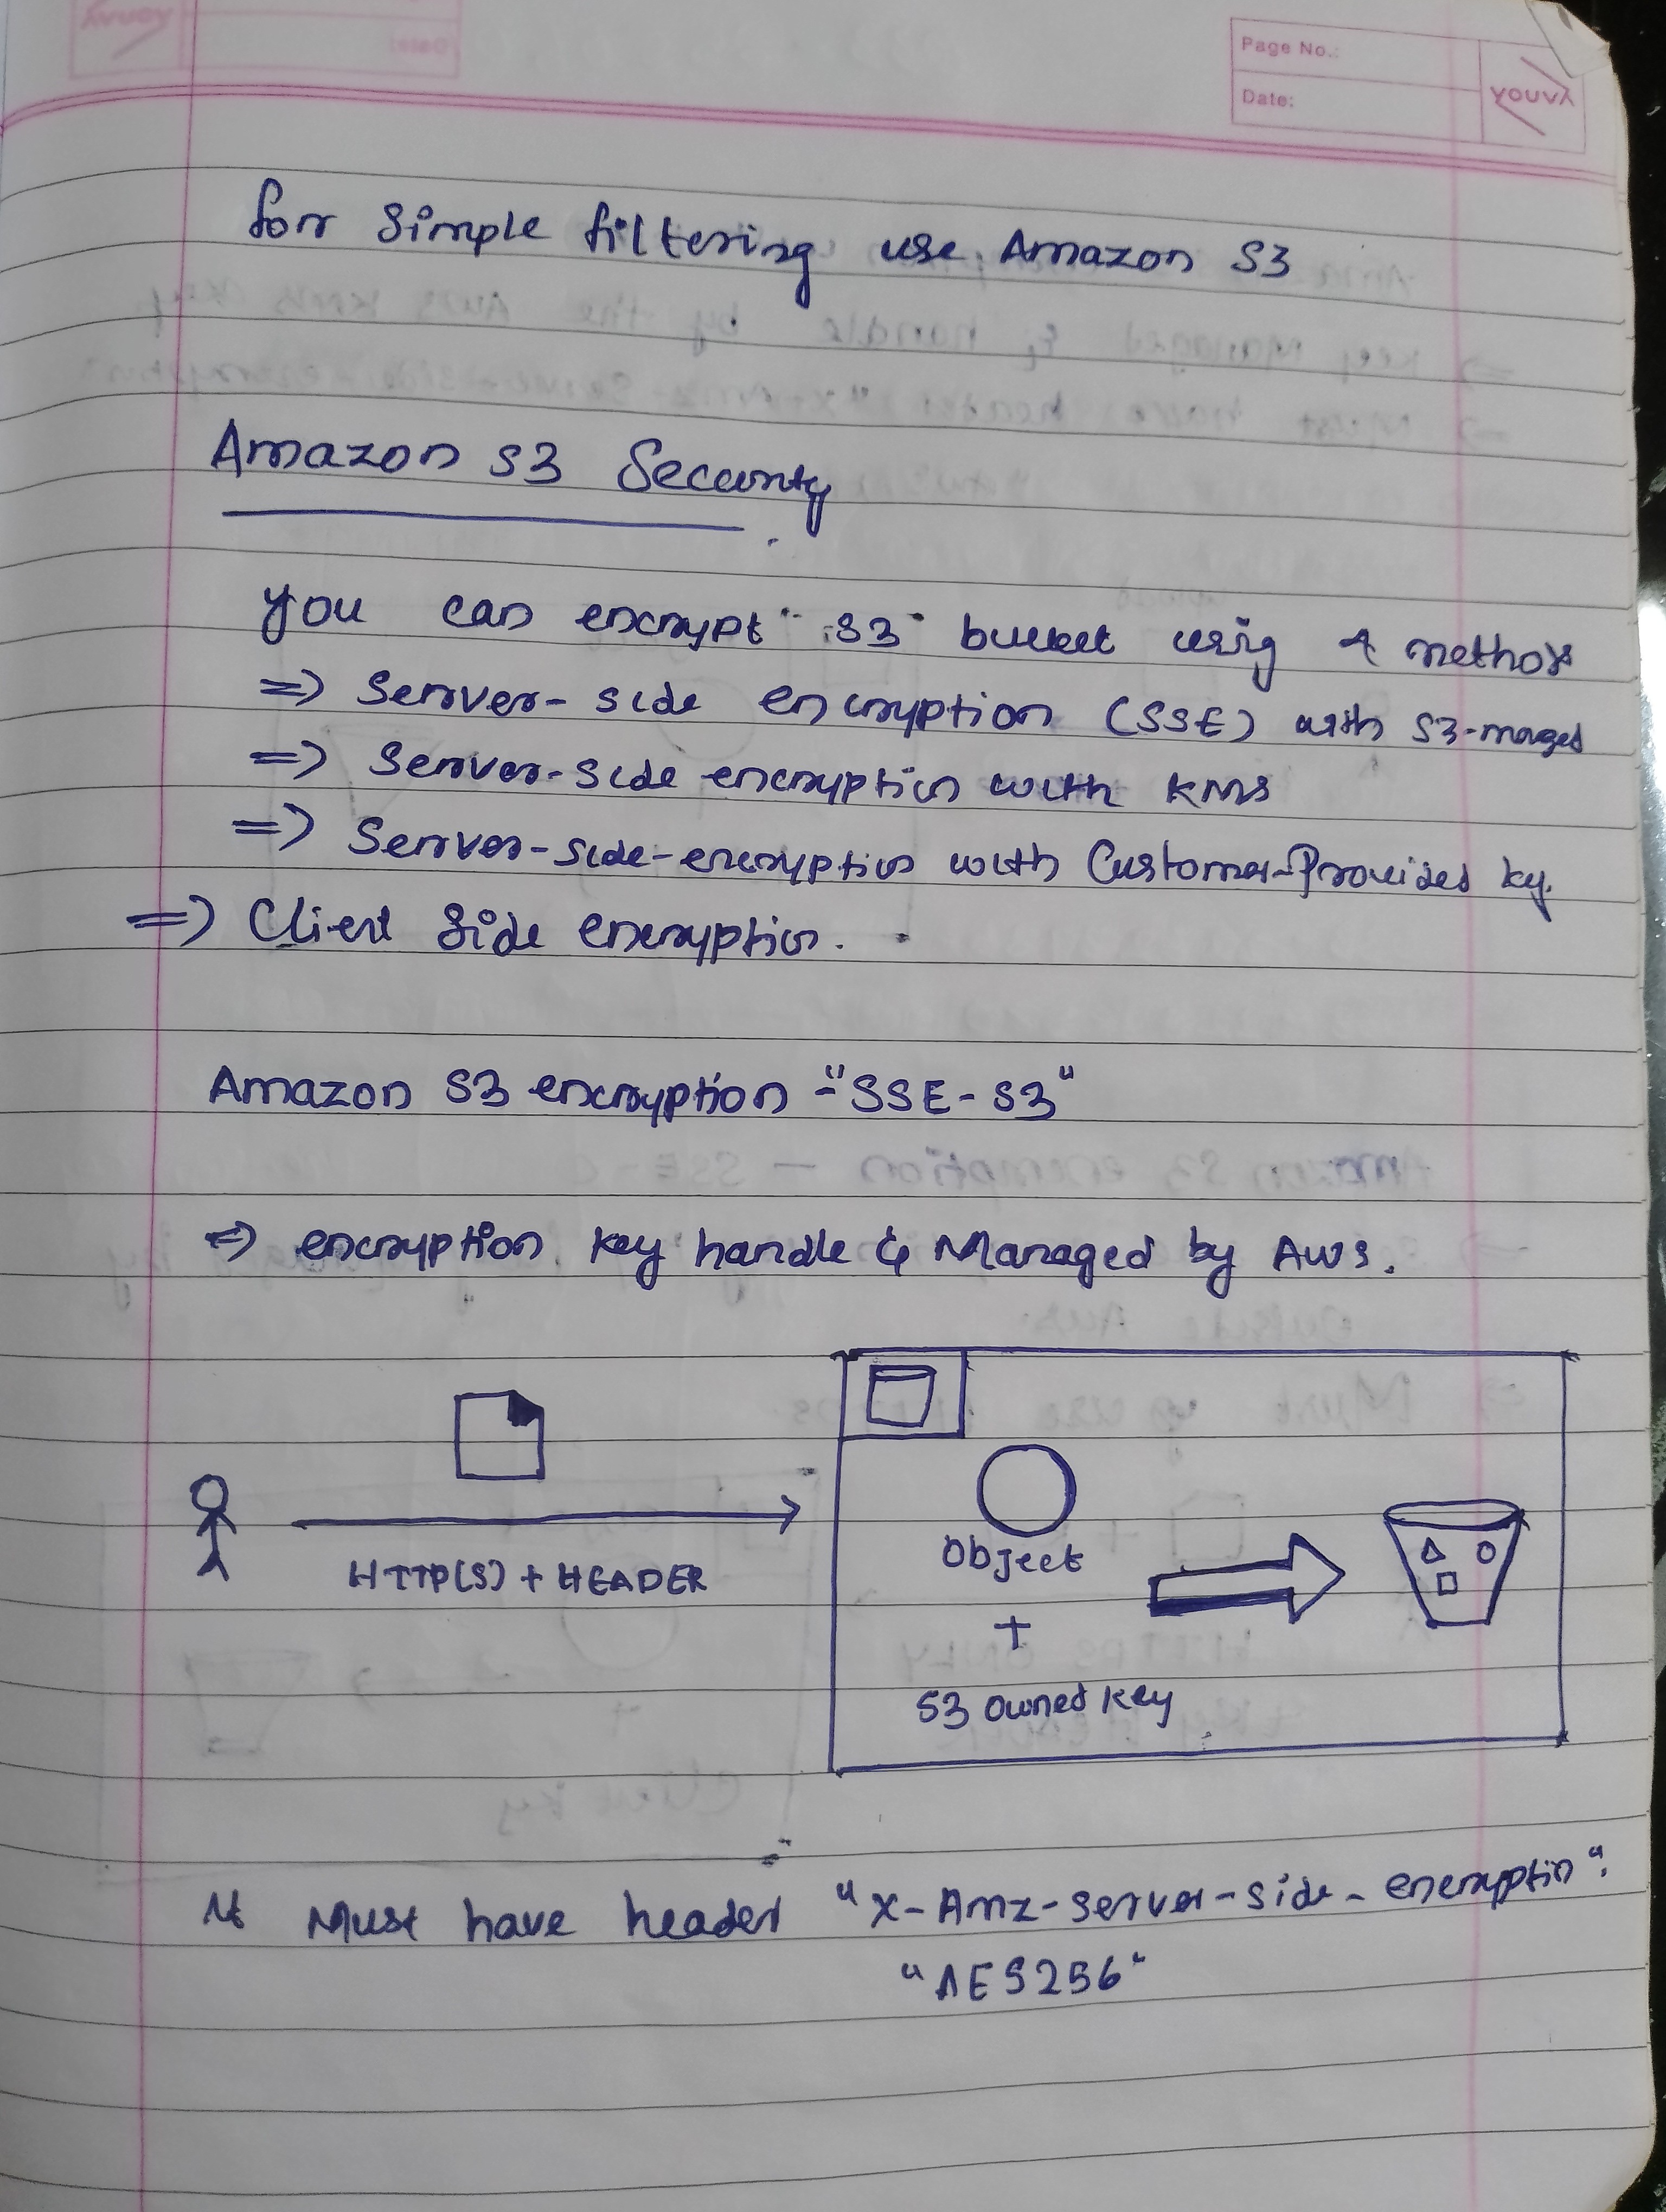 Page No.:
Date:
YOUVA
for simple filtering use Amazon S3
Amazon S3 Security
you can encrypt S3 bucket using 4 methods
=> Server-side encryption (SSE) with S3-manged
=> Server-side encryption with KMS
=> Server-side-encryption with Customer-Provided ky.
=> Client Side encryption.
Amazon S3 encryption - "SSE-S3"
=> encryption key handle & Managed by AWS.
HTTP(S) + HEADER
Object
+
S3 owned key
Must have header "x-Amz-server-side-encryption":
"AES256"